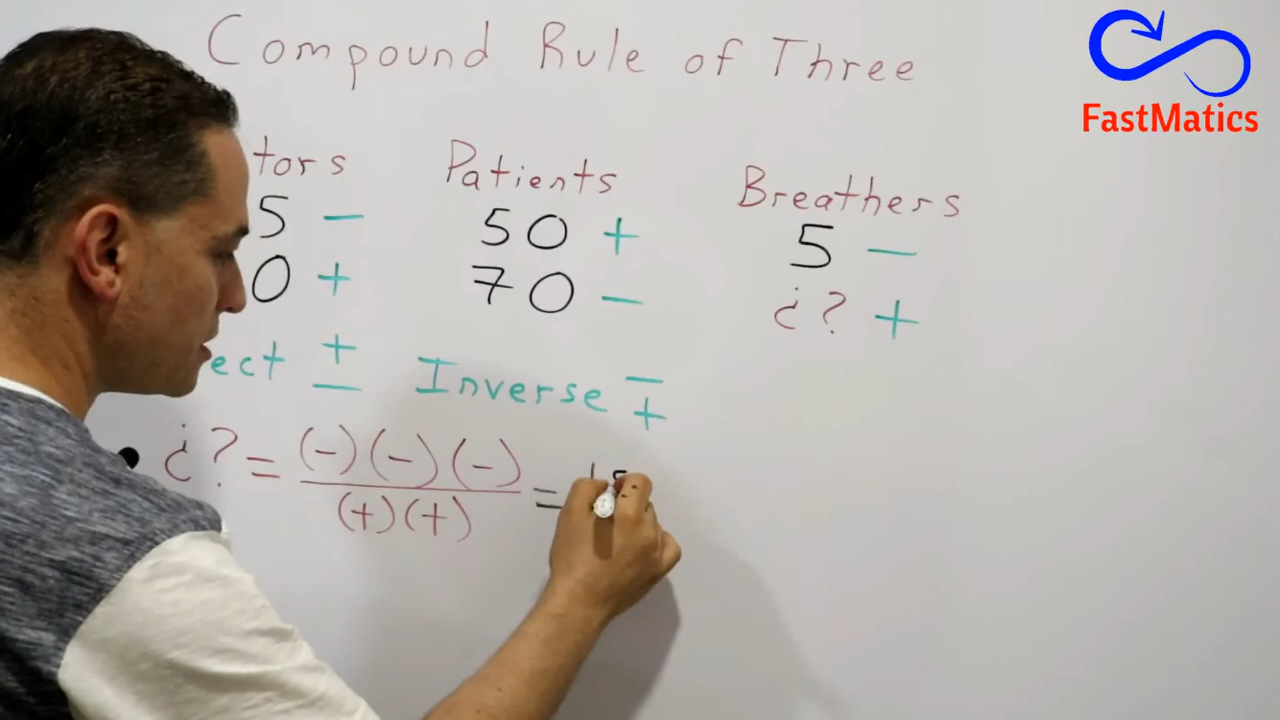 Compound Rule of Three
FastMatics
tors Patients Breathers
5 − 50 + 5 −
0 + 70 − ¿? +
ect + − Inverse − +
¿? = (-)(-)(-) / (+)(+) =